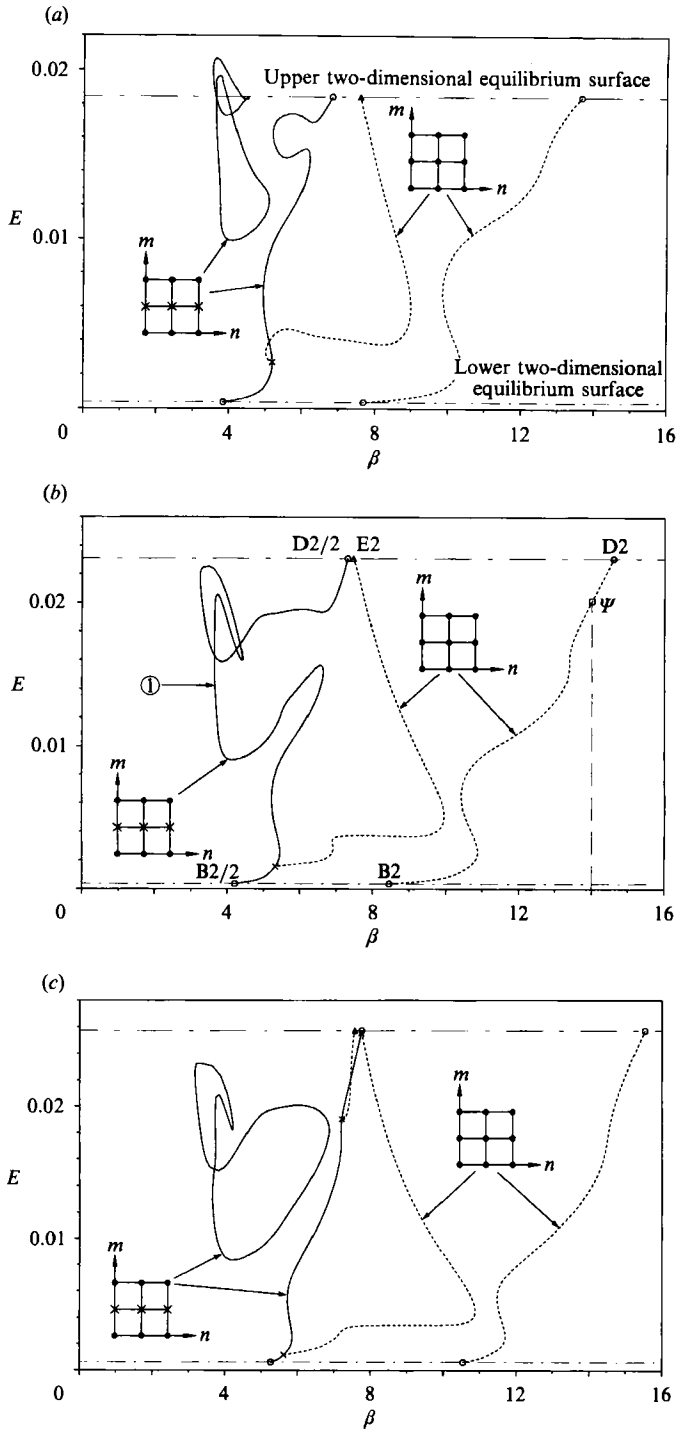 (a)
0.02
Upper two-dimensional equilibrium surface
m
n
E
0.01
m
n
Lower two-dimensional
equilibrium surface
0
4
8
12
16
β
(b)
D2/2
E2
D2
0.02
m
Ψ
n
1
E
0.01
m
n
B2/2
B2
0
4
8
12
16
β
(c)
m
0.02
n
E
0.01
m
n
0
4
8
12
16
β